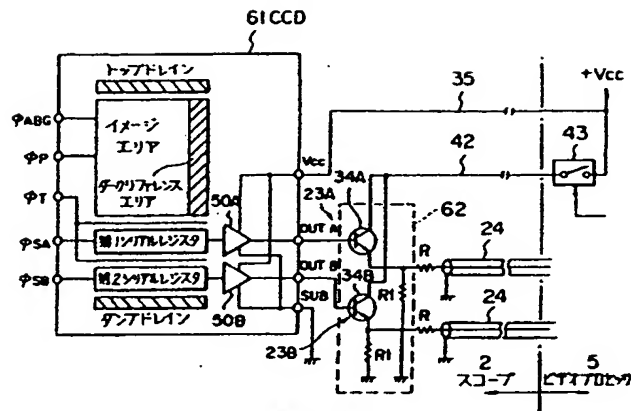 61CCD
トップドレイン
イメージ
エリア
ダークリファレンス
エリア
φABG
φP
φT
φSA
φSB
第1シリアルレジスタ
第2シリアルレジスタ
ダンプドレイン
50A
50B
Vcc
OUT A
OUT B
SUB
23A
34A
34B
23B
62
R1
R1
R
R
24
24
35
42
43
+Vcc
2
スコープ
5
ビデオプロセッサ